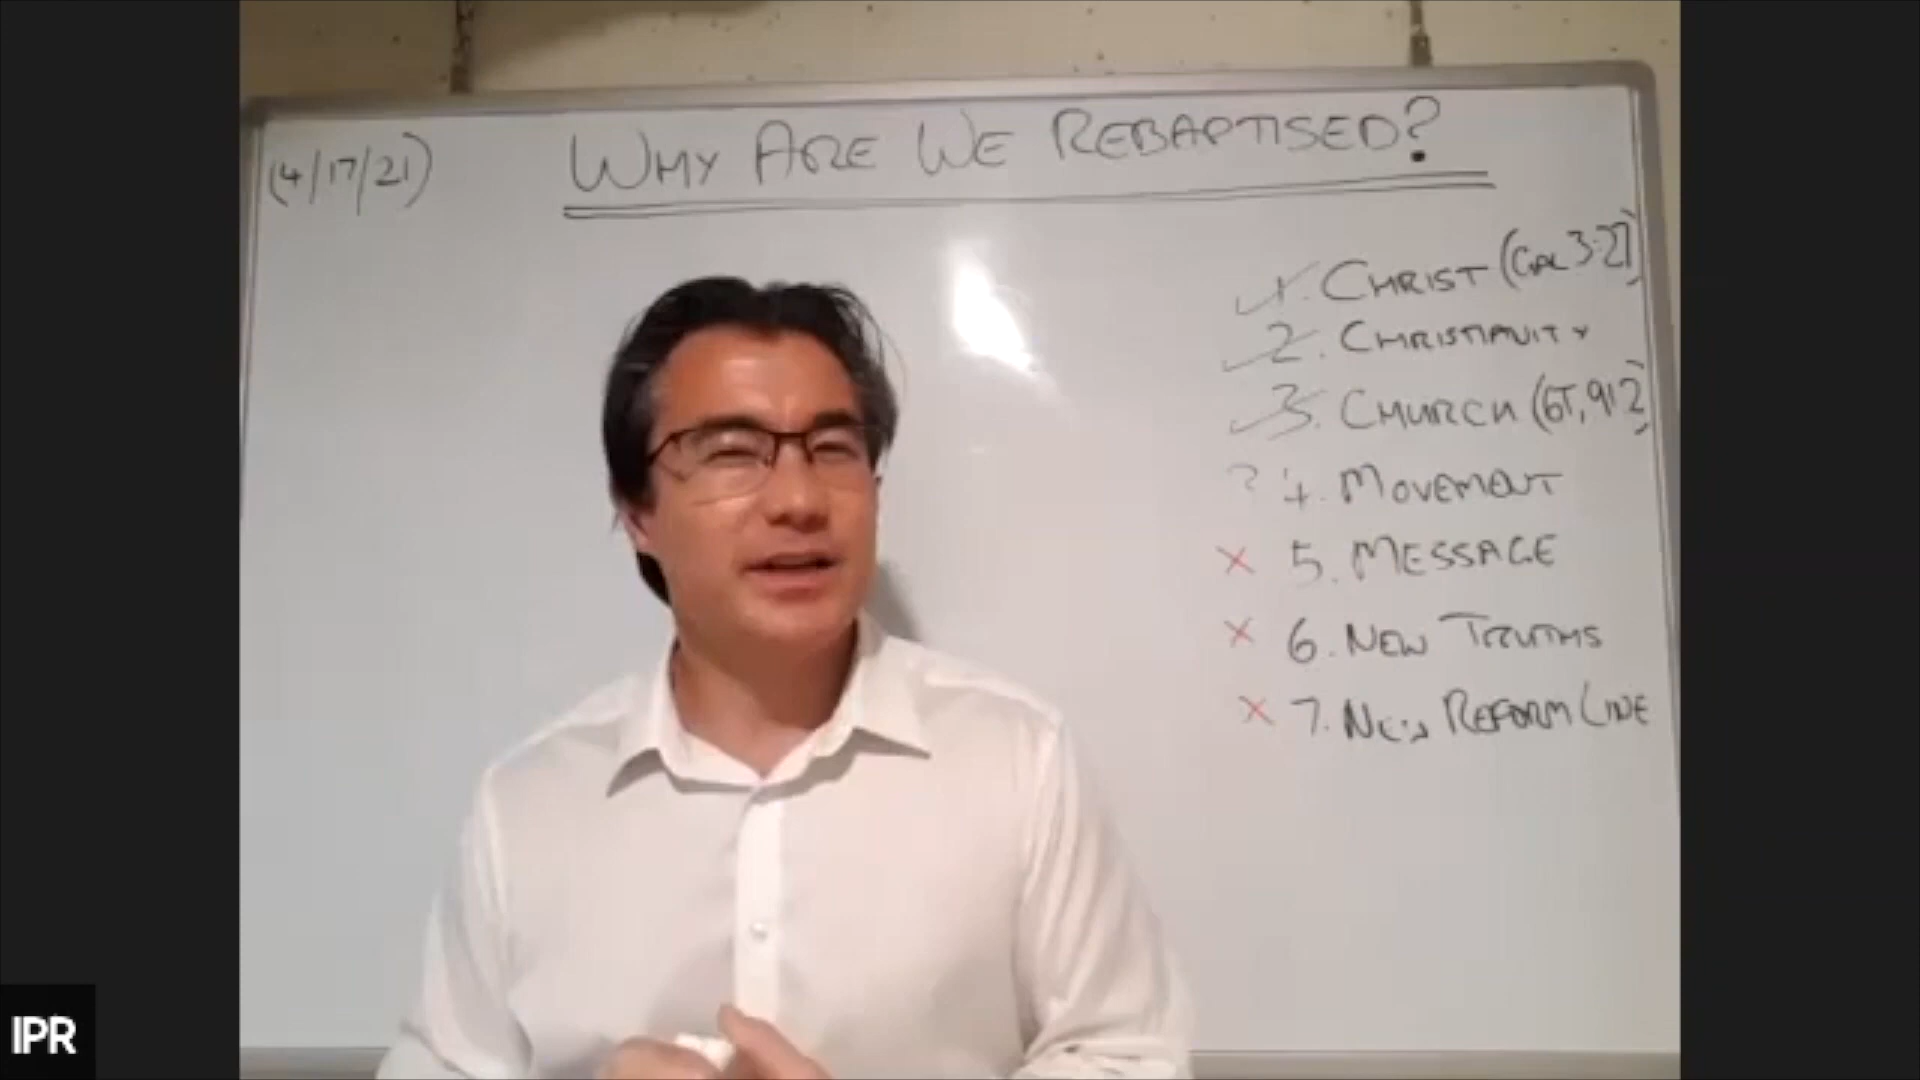 (4/17/21)
WHY ARE WE REBAPTISED?
✓ 1. CHRIST (GAL 3:27)
✓ 2. CHRISTIANITY
✓ 3. CHURCH (6T, 91.2)
? 4. MOVEMENT
X 5. MESSAGE
X 6. NEW TRUTHS
X 7. NEW REFORM LINE
IPR